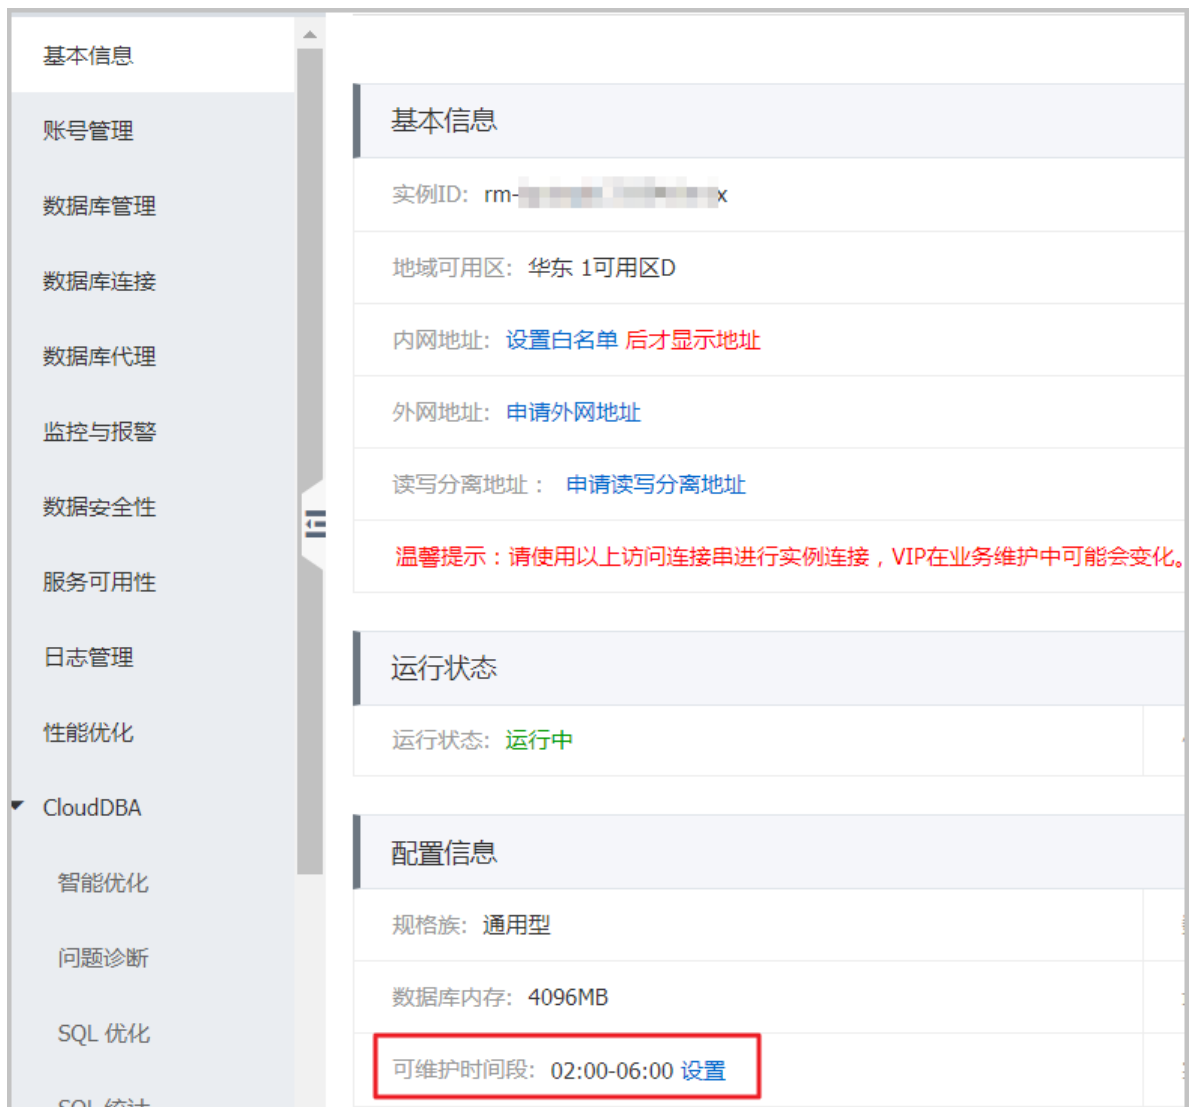 基本信息
账号管理
数据库管理
数据库连接
数据库代理
监控与报警
数据安全性
服务可用性
日志管理
性能优化
CloudDBA
智能优化
问题诊断
SQL 优化
SQL 统计
基本信息
实例ID: rm- x
地域可用区: 华东 1可用区D
内网地址: 设置白名单 后才显示地址
外网地址: 申请外网地址
读写分离地址： 申请读写分离地址
温馨提示：请使用以上访问连接串进行实例连接，VIP在业务维护中可能会变化。
运行状态
运行状态: 运行中
配置信息
规格族: 通用型
数据库内存: 4096MB
可维护时间段: 02:00-06:00 设置